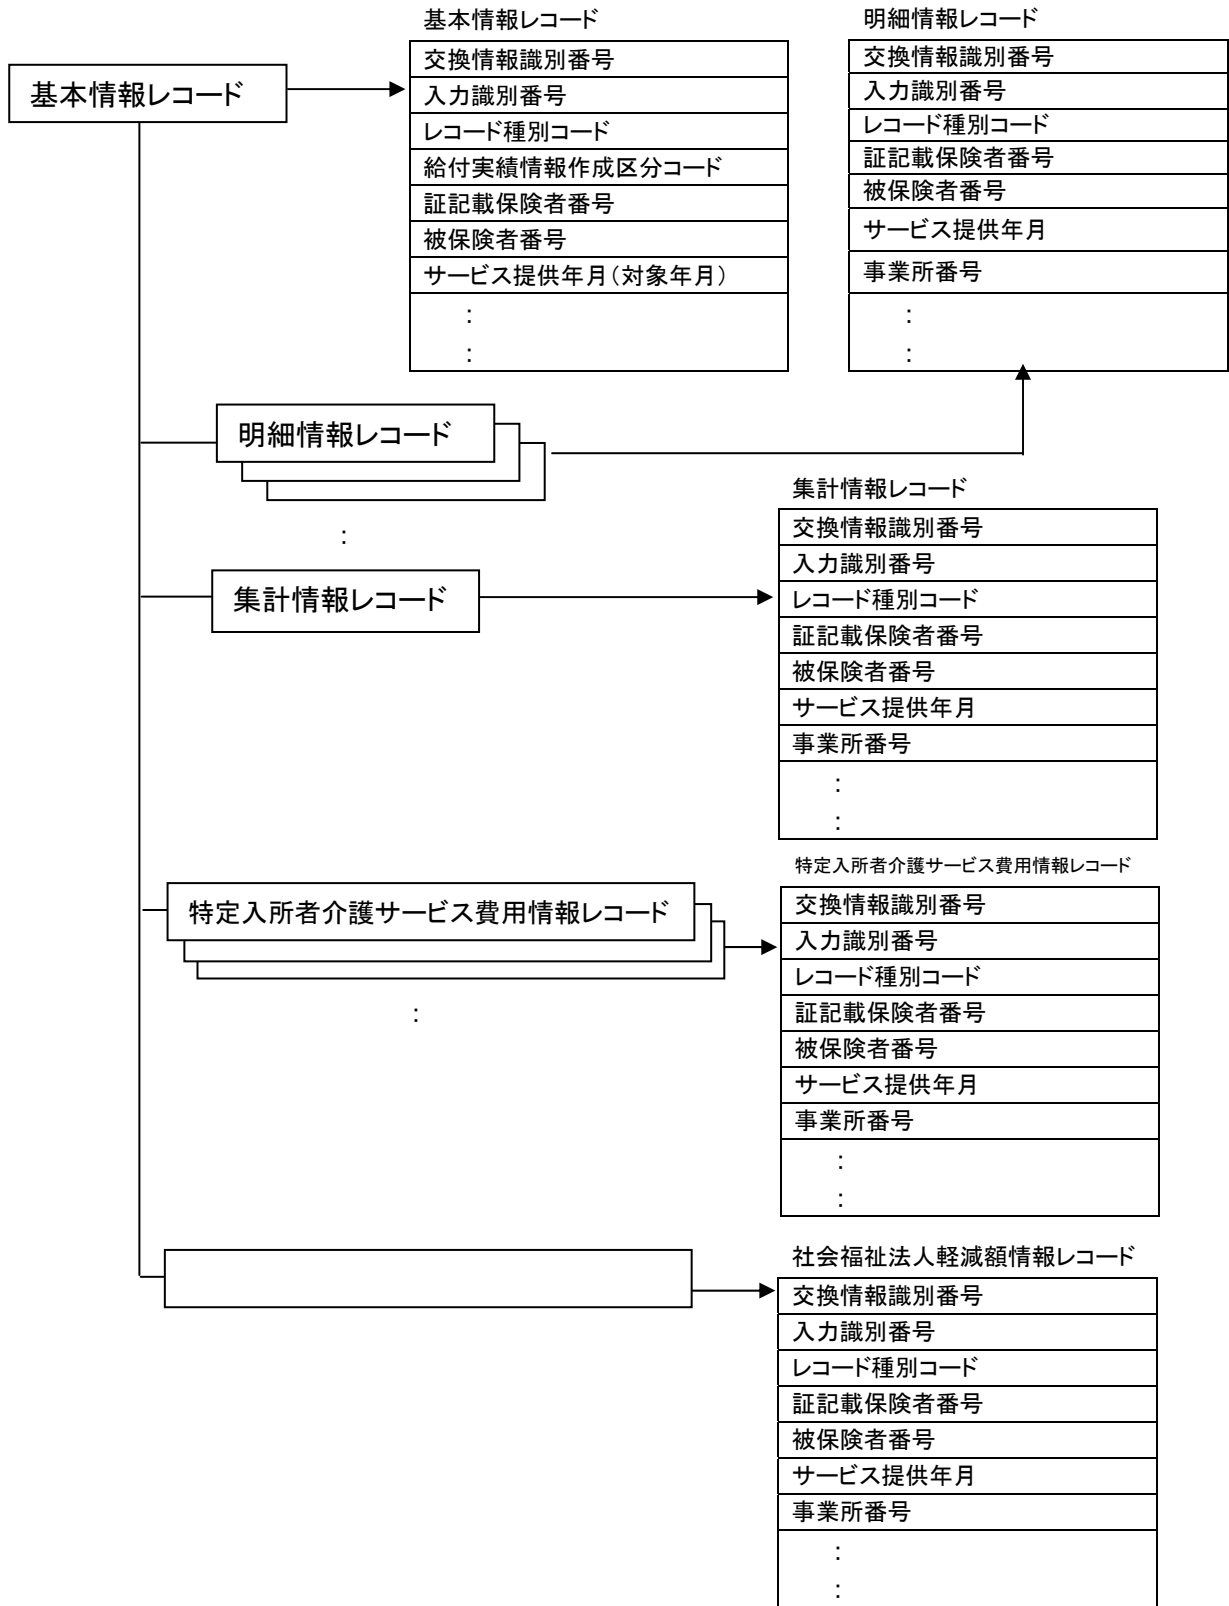 基本情報レコード
基本情報レコード
交換情報識別番号
入力識別番号
レコード種別コード
給付実績情報作成区分コード
証記載保険者番号
被保険者番号
サービス提供年月(対象年月)
:
:
明細情報レコード
交換情報識別番号
入力識別番号
レコード種別コード
証記載保険者番号
被保険者番号
サービス提供年月
事業所番号
:
:
明細情報レコード
:
集計情報レコード
集計情報レコード
交換情報識別番号
入力識別番号
レコード種別コード
証記載保険者番号
被保険者番号
サービス提供年月
事業所番号
:
:
特定入所者介護サービス費用情報レコード
:
特定入所者介護サービス費用情報レコード
交換情報識別番号
入力識別番号
レコード種別コード
証記載保険者番号
被保険者番号
サービス提供年月
事業所番号
:
:
社会福祉法人軽減額情報レコード
交換情報識別番号
入力識別番号
レコード種別コード
証記載保険者番号
被保険者番号
サービス提供年月
事業所番号
:
: